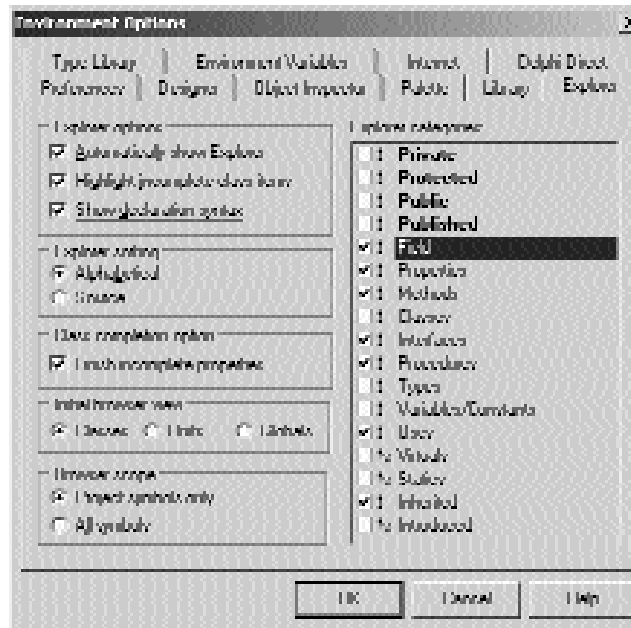 Environment Options
Type Library Environment Variables Internet Delphi Direct
Preferences Designer Object Inspector Palette Library Explorer
Explorer options
Automatically show Explorer
Highlight incomplete class items
Show declaration syntax
Explorer sorting
Alphabetical
Source
Class completion option
Finish incomplete properties
Initial browser view
Classes Units Globals
Browser scope
Project symbols only
All symbols
Explorer categories:
Private
Protected
Public
Published
Field
Properties
Methods
Classes
Interfaces
Procedures
Types
Variables/Constants
Uses
Virtuals
Statics
Inherited
Introduced
OK Cancel Help